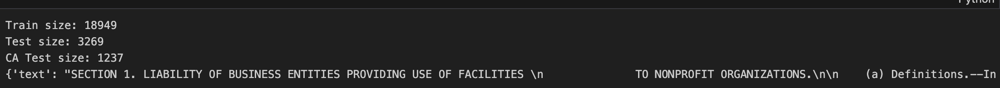 Python
Train size: 18949
Test size: 3269
CA Test size: 1237
{'text': "SECTION 1. LIABILITY OF BUSINESS ENTITIES PROVIDING USE OF FACILITIES \n              TO NONPROFIT ORGANIZATIONS.\n\n    (a) Definitions.--In